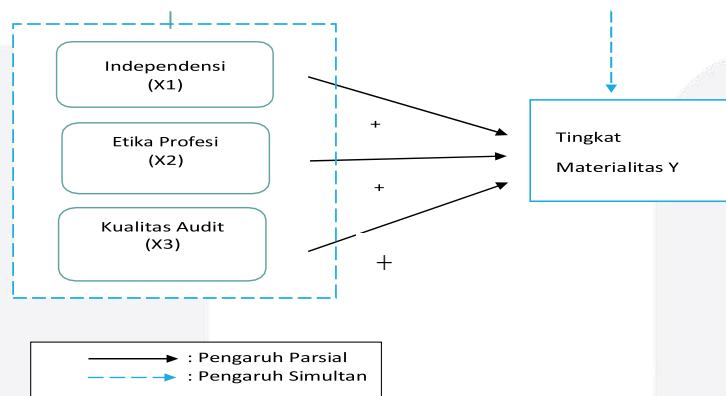 Independensi
(X1)
Etika Profesi
(X2)
Kualitas Audit
(X3)
+
+
+
Tingkat
Materialitas Y
: Pengaruh Parsial
: Pengaruh Simultan